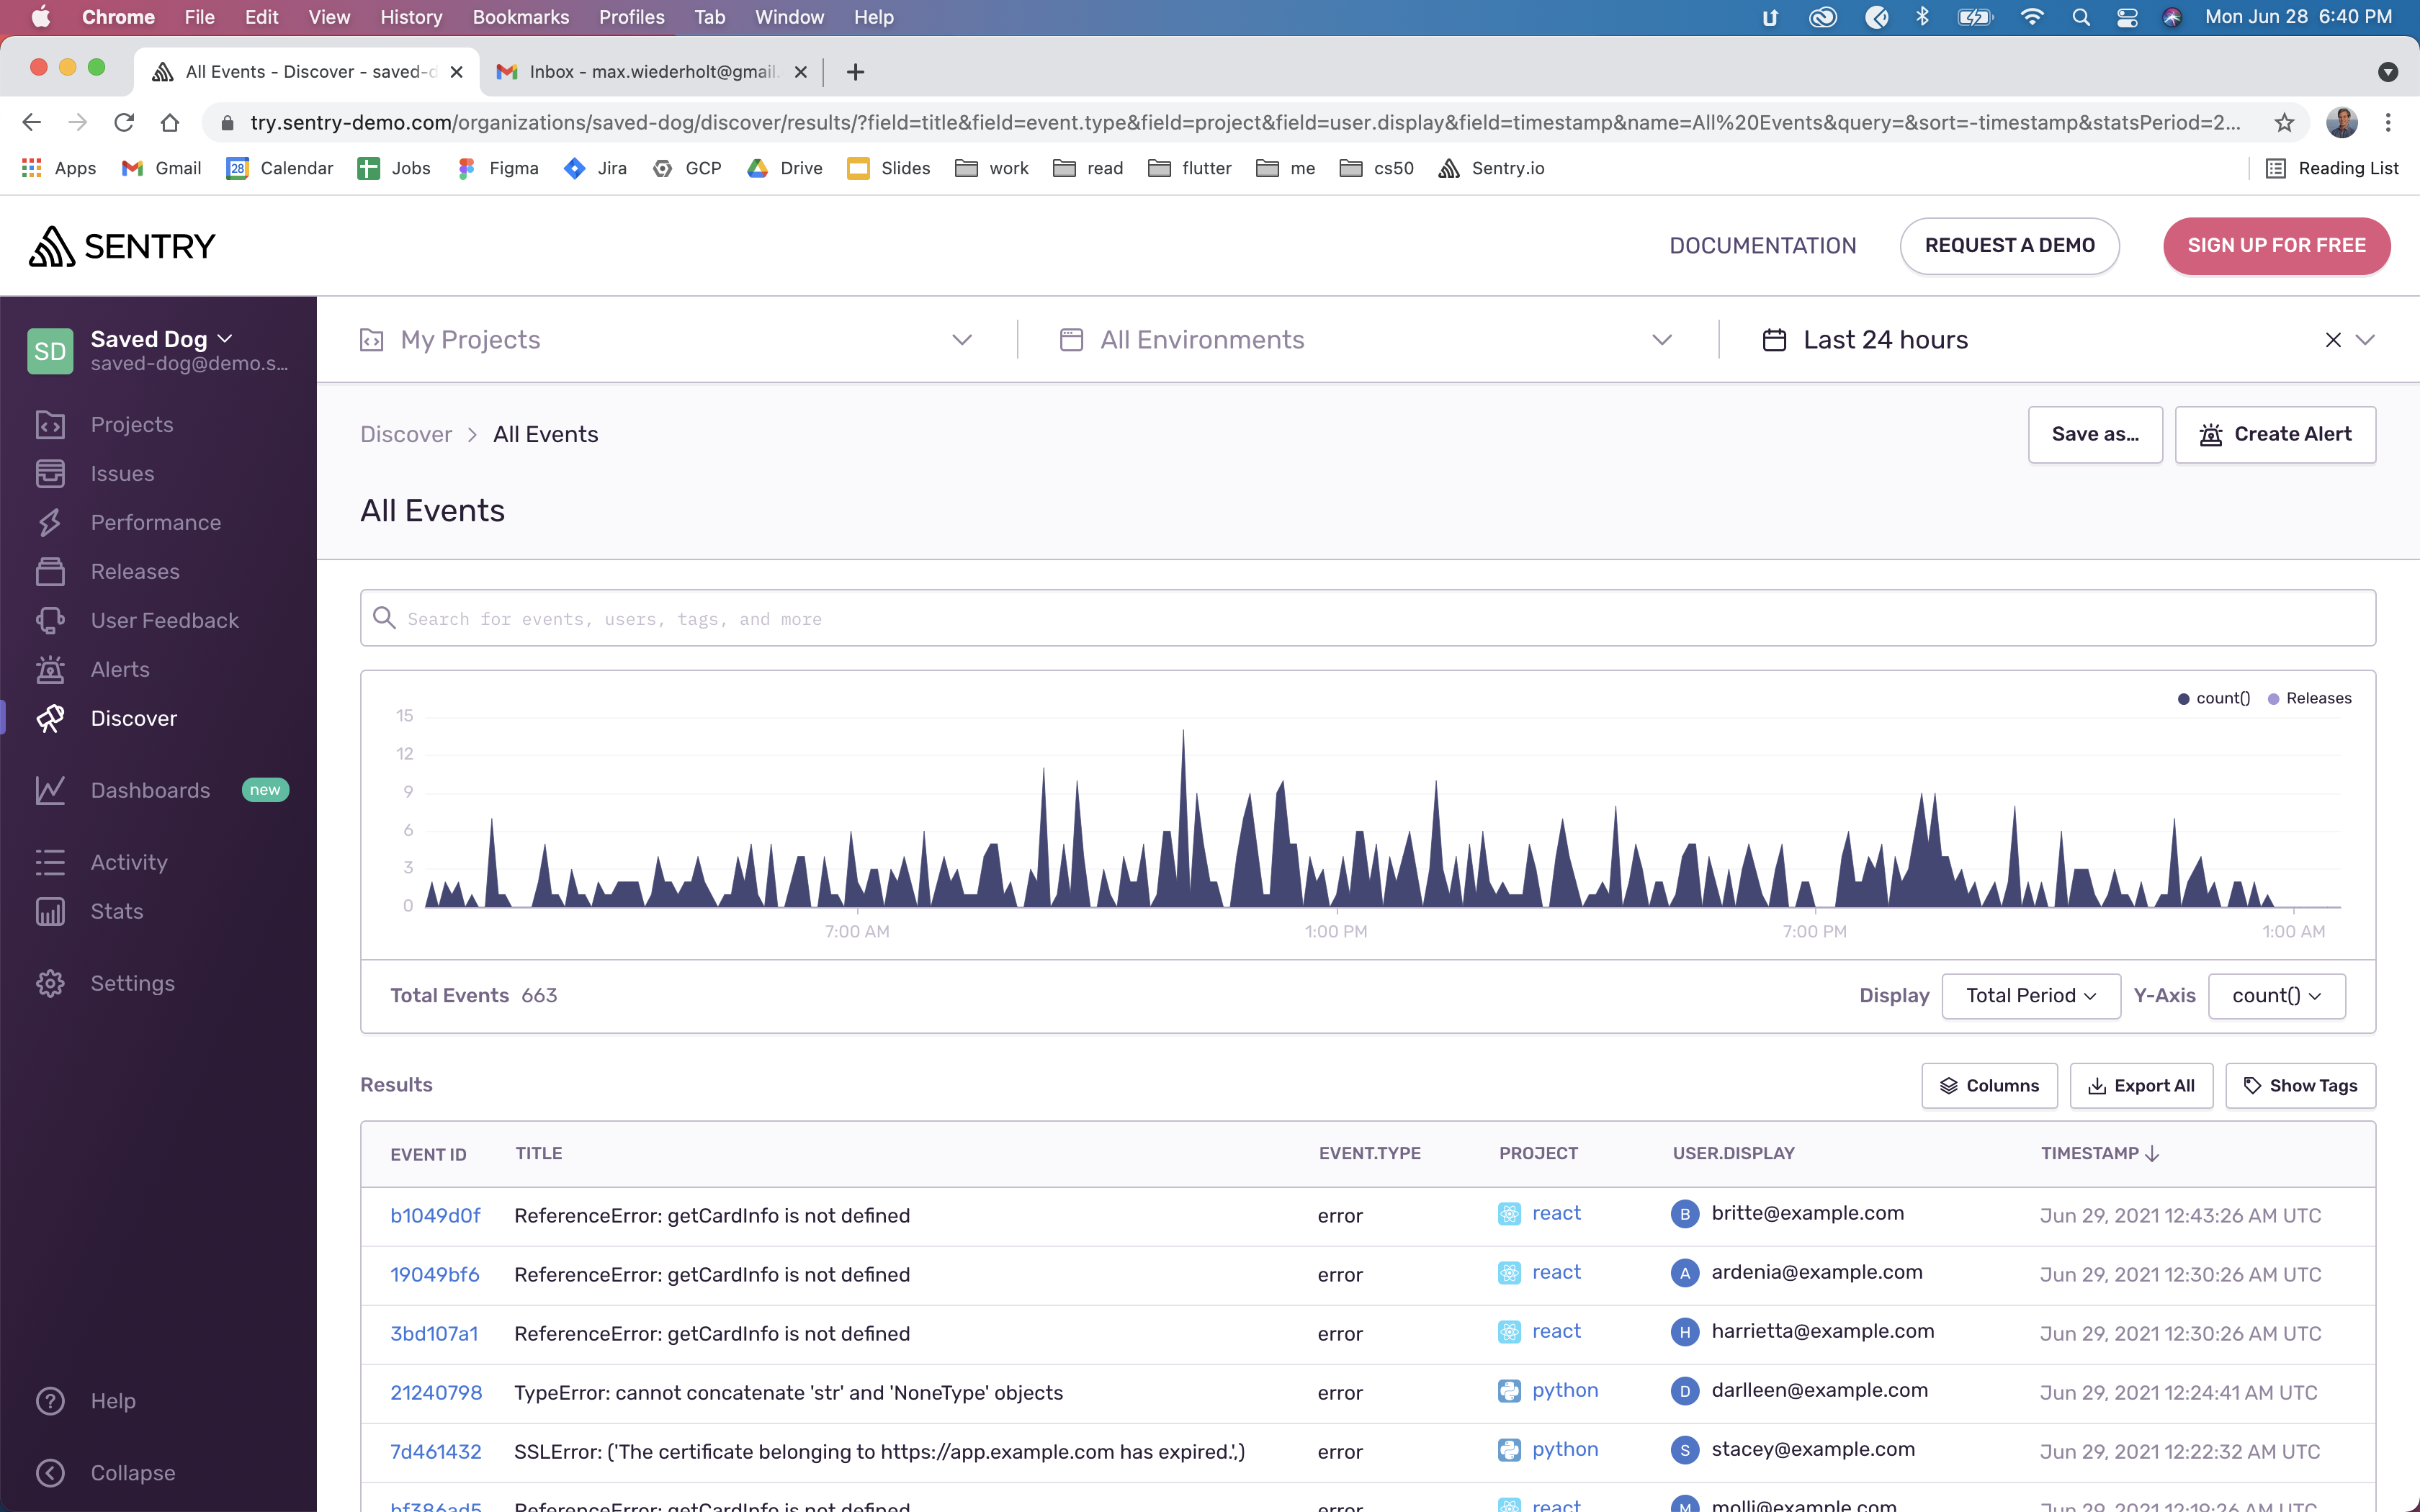 Chrome File Edit View History Bookmarks Profiles Tab Window Help Mon Jun 28 6:40 PM
All Events - Discover - saved-d Inbox - max.wiederholt@gmail.
try.sentry-demo.com/organizations/saved-dog/discover/results/?field=title&field=event.type&field=project&field=user.display&field=timestamp&name=All%20Events&query=&sort=-timestamp&statsPeriod=2...
Apps Gmail 28 Calendar Jobs Figma Jira GCP Drive Slides work read flutter me cs50 Sentry.io Reading List
SENTRY DOCUMENTATION REQUEST A DEMO SIGN UP FOR FREE
SD Saved Dog
saved-dog@demo.s...
Projects
Issues
Performance
Releases
User Feedback
Alerts
Discover
Dashboards new
Activity
Stats
Settings
Help
Collapse
My Projects All Environments Last 24 hours
Discover > All Events Save as... Create Alert
All Events
Search for events, users, tags, and more
count() Releases
15
12
9
6
3
0
7:00 AM 1:00 PM 7:00 PM 1:00 AM
Total Events 663 Display Total Period Y-Axis count()
Results Columns Export All Show Tags
EVENT ID TITLE EVENT.TYPE PROJECT USER.DISPLAY TIMESTAMP
b1049d0f ReferenceError: getCardInfo is not defined error react B britte@example.com Jun 29, 2021 12:43:26 AM UTC
19049bf6 ReferenceError: getCardInfo is not defined error react A ardenia@example.com Jun 29, 2021 12:30:26 AM UTC
3bd107a1 ReferenceError: getCardInfo is not defined error react H harrietta@example.com Jun 29, 2021 12:30:26 AM UTC
21240798 TypeError: cannot concatenate 'str' and 'NoneType' objects error python D darlleen@example.com Jun 29, 2021 12:24:41 AM UTC
7d461432 SSLError: ('The certificate belonging to https://app.example.com has expired.',) error python S stacey@example.com Jun 29, 2021 12:22:32 AM UTC
bf386ad5 ReferenceError: getCardInfo is not defined error react M molli@example.com Jun 29, 2021 12:19:26 AM UTC